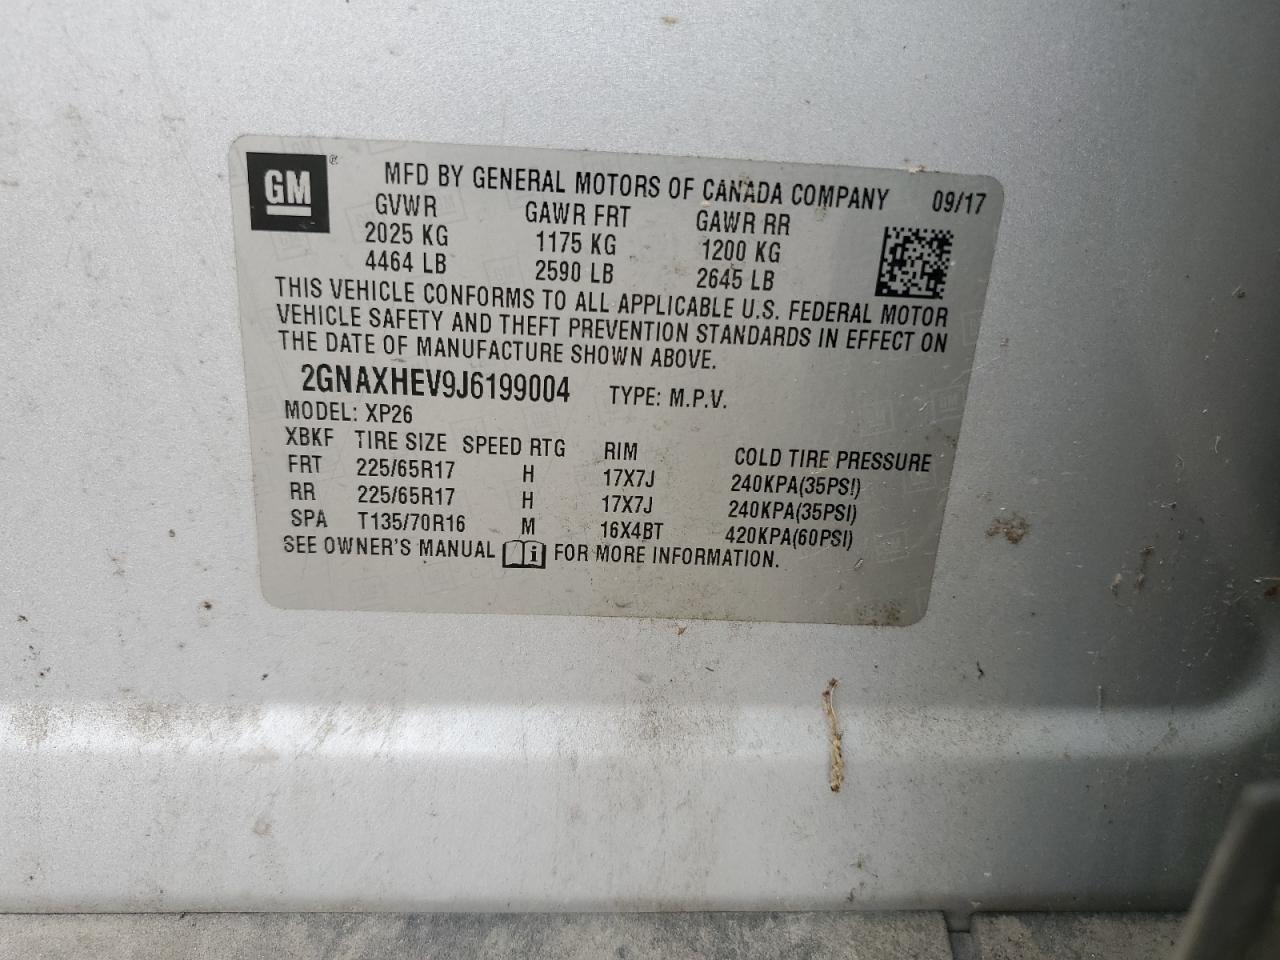 GM®
MFD BY GENERAL MOTORS OF CANADA COMPANY 09/17
GVWR GAWR FRT GAWR RR
2025 KG 1175 KG 1200 KG
4464 LB 2590 LB 2645 LB
THIS VEHICLE CONFORMS TO ALL APPLICABLE U.S. FEDERAL MOTOR
VEHICLE SAFETY AND THEFT PREVENTION STANDARDS IN EFFECT ON
THE DATE OF MANUFACTURE SHOWN ABOVE.
2GNAXHEV9J6199004 TYPE: M.P.V.
MODEL: XP26
XBKF TIRE SIZE SPEED RTG RIM COLD TIRE PRESSURE
FRT 225/65R17 H 17X7J 240KPA(35PSI)
RR 225/65R17 H 17X7J 240KPA(35PSI)
SPA T135/70R16 M 16X4BT 420KPA(60PSI)
SEE OWNER'S MANUAL i FOR MORE INFORMATION.